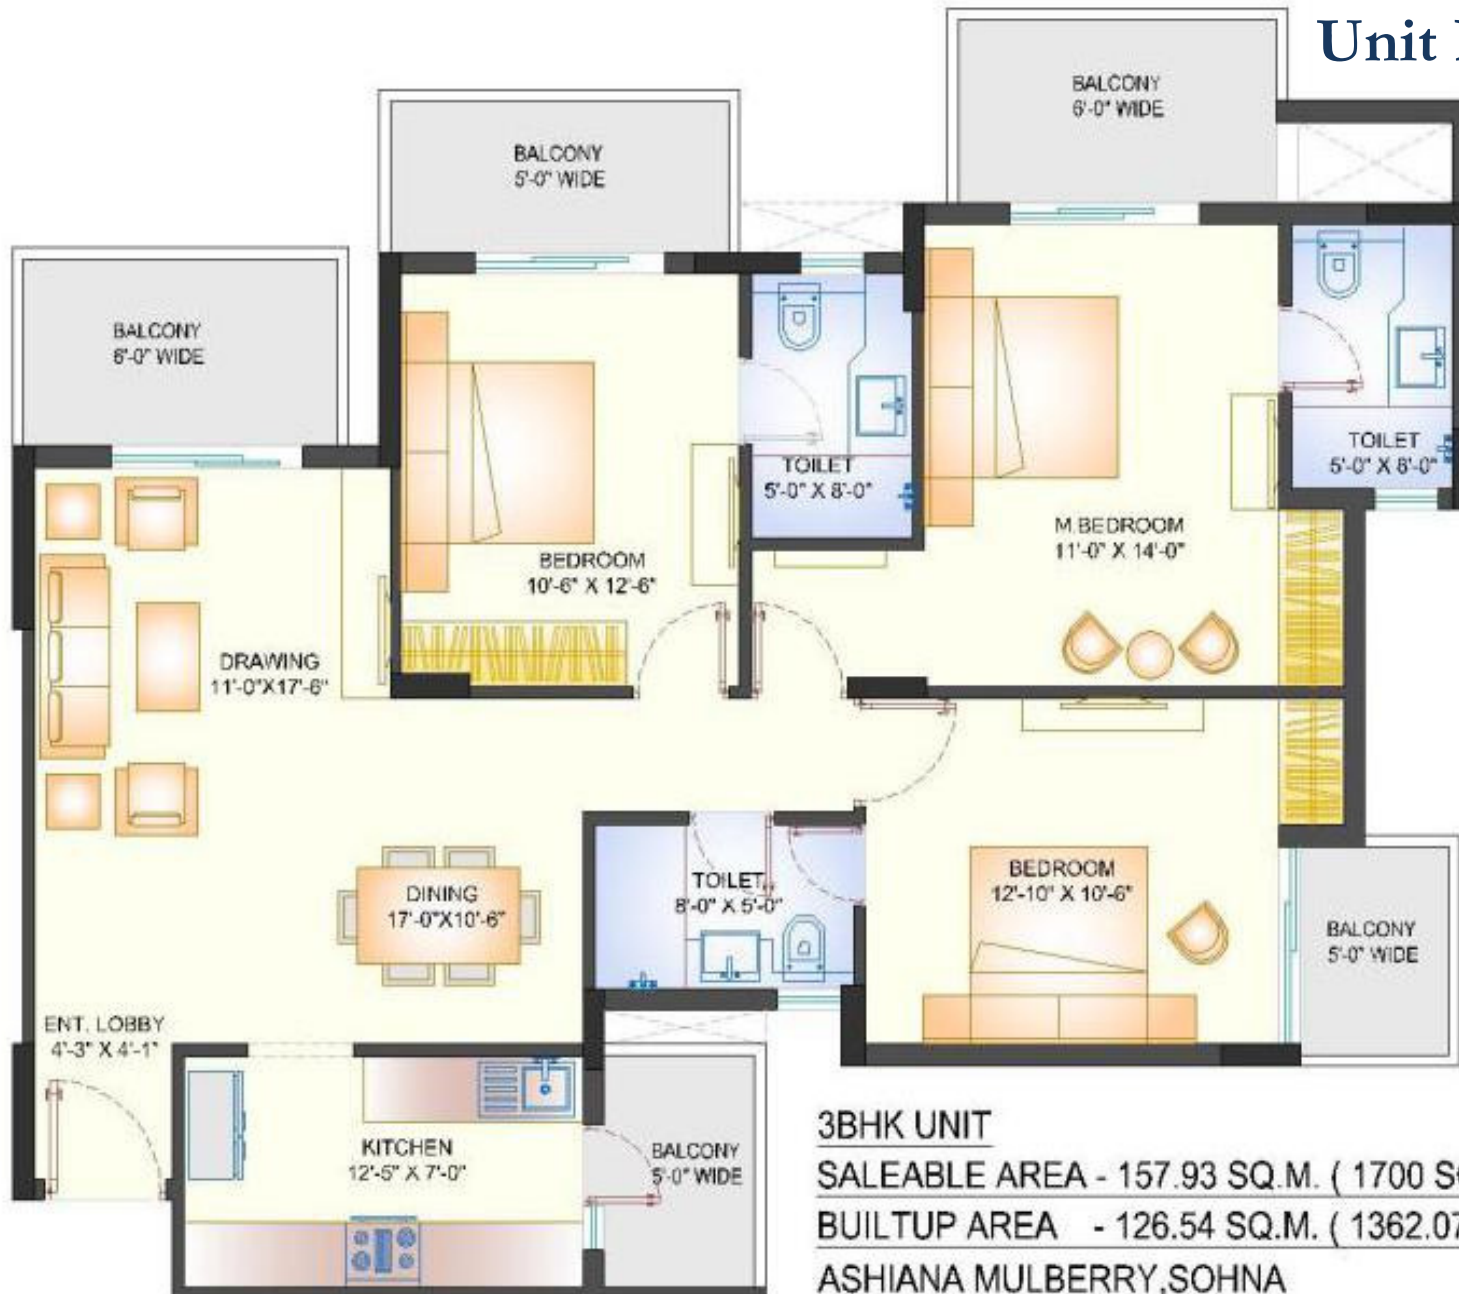 Unit
BALCONY
6'-0" WIDE
BALCONY
5'-0" WIDE
BALCONY
6'-0" WIDE
TOILET
5'-0" X 8'-0"
TOILET
5'-0" X 8'-0"
M.BEDROOM
11'-0" X 14'-0"
BEDROOM
10'-6" X 12'-6"
DRAWING
11'-0"X17'-6"
DINING
17'-0"X10'-6"
TOILET
8'-0" X 5'-0"
BEDROOM
12'-10" X 10'-6"
BALCONY
5'-0" WIDE
ENT. LOBBY
4'-3" X 4'-1"
KITCHEN
12'-5" X 7'-0"
BALCONY
5'-0" WIDE
3BHK UNIT
SALEABLE AREA - 157.93 SQ.M. ( 1700
BUILTUP AREA - 126.54 SQ.M. ( 1362.07
ASHIANA MULBERRY,SOHNA